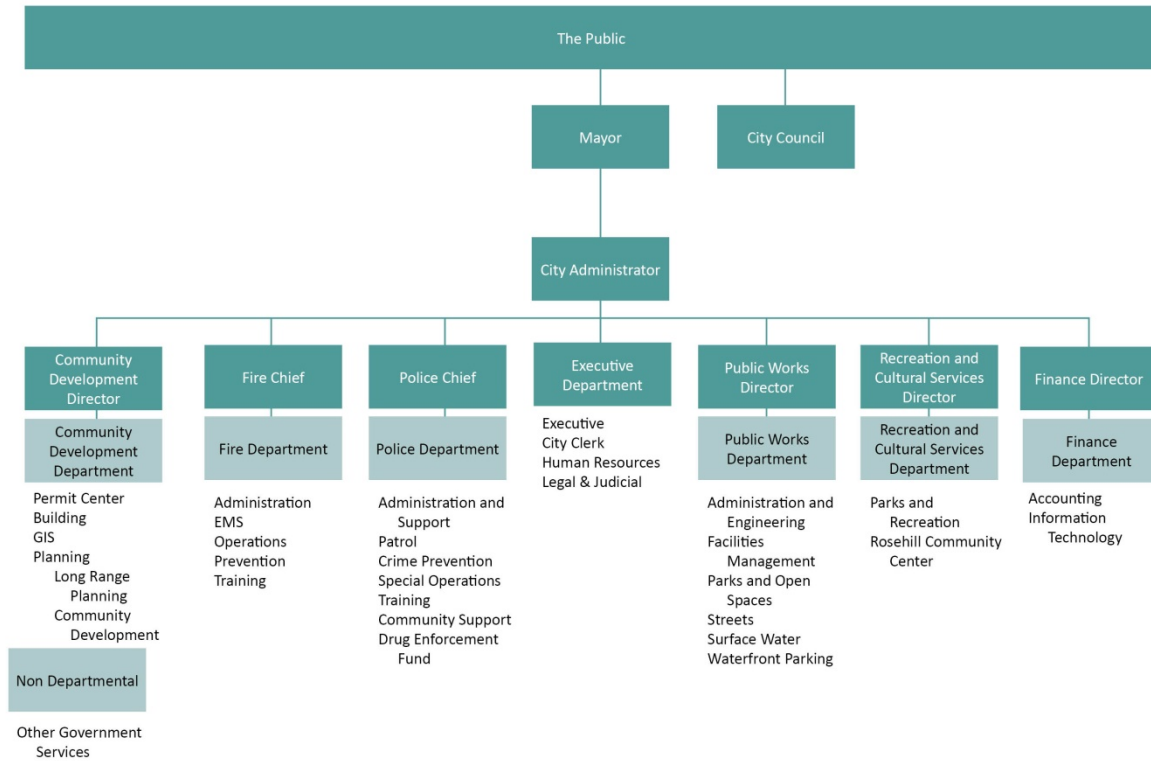 The Public
Mayor
City Council
City Administrator
Community
Development
Director
Fire Chief
Police Chief
Executive
Department
Public Works
Director
Recreation and
Cultural Services
Director
Finance Director
Community
Development
Department
Fire Department
Police Department
Public Works
Department
Recreation and
Cultural Services
Department
Finance
Department
Permit Center
Building
GIS
Planning
Long Range
Planning
Community
Development
Administration
EMS
Operations
Prevention
Training
Administration and
Support
Patrol
Crime Prevention
Special Operations
Training
Community Support
Drug Enforcement
Fund
Executive
City Clerk
Human Resources
Legal & Judicial
Administration and
Engineering
Facilities
Management
Parks and Open
Spaces
Streets
Surface Water
Waterfront Parking
Parks and
Recreation
Rosehill Community
Center
Accounting
Information
Technology
Non Departmental
Other Government
Services